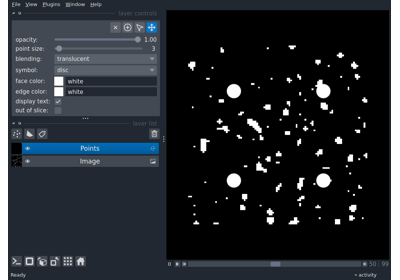 File View Plugins Window Help
layer controls
opacity: 1.00
point size: 3
blending: translucent
symbol: disc
face color: white
edge color: white
display text:
out of slice:
layer list
Points
Image
50 99
Ready
activity